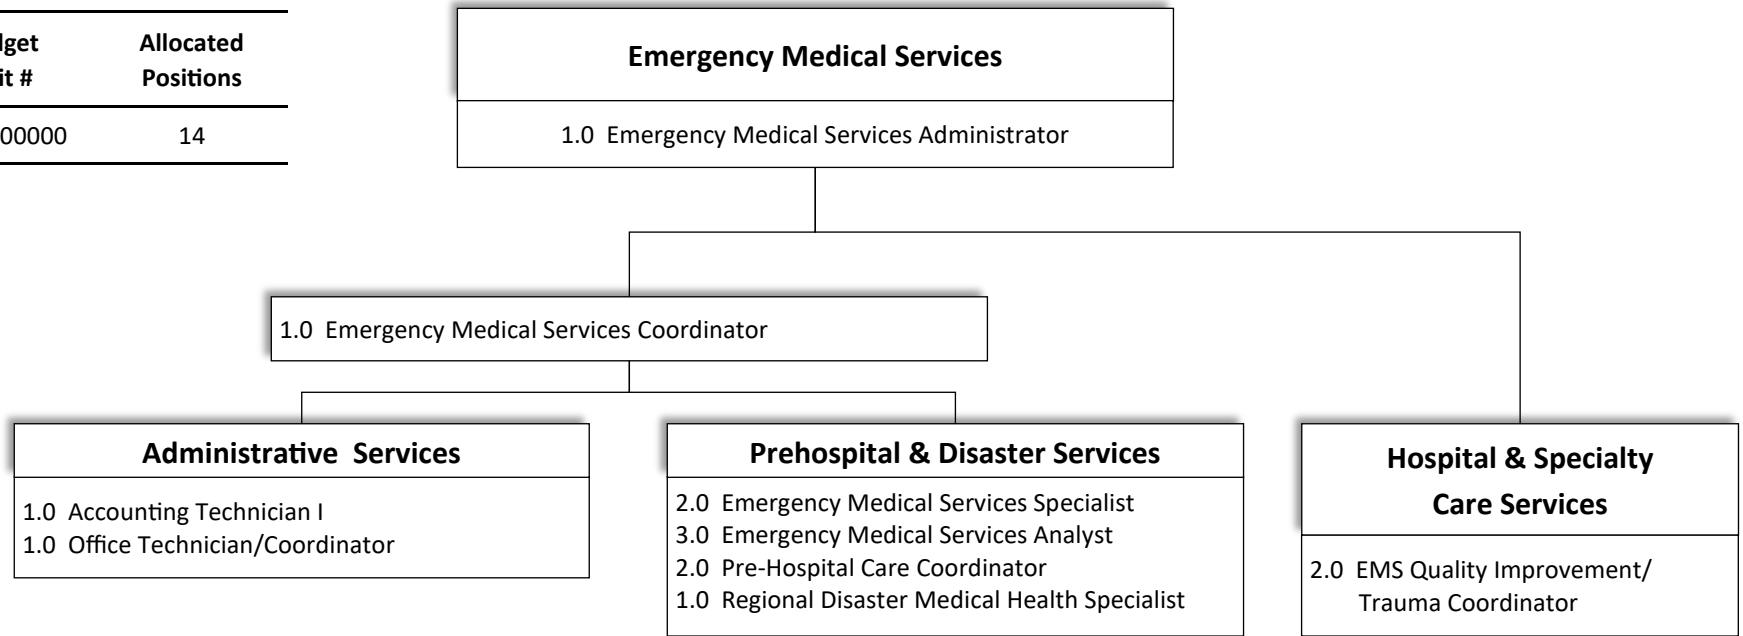 Allocated
Positions
14
Emergency Medical Services
1.0 Emergency Medical Services Administrator
1.0 Emergency Medical Services Coordinator
Administrative Services
1.0 Accounting Technician I
1.0 Office Technician/Coordinator
Prehospital & Disaster Services
2.0 Emergency Medical Services Specialist
3.0 Emergency Medical Services Analyst
2.0 Pre-Hospital Care Coordinator
1.0 Regional Disaster Medical Health Specialist
Hospital & Specialty
Care Services
2.0 EMS Quality Improvement/
Trauma Coordinator